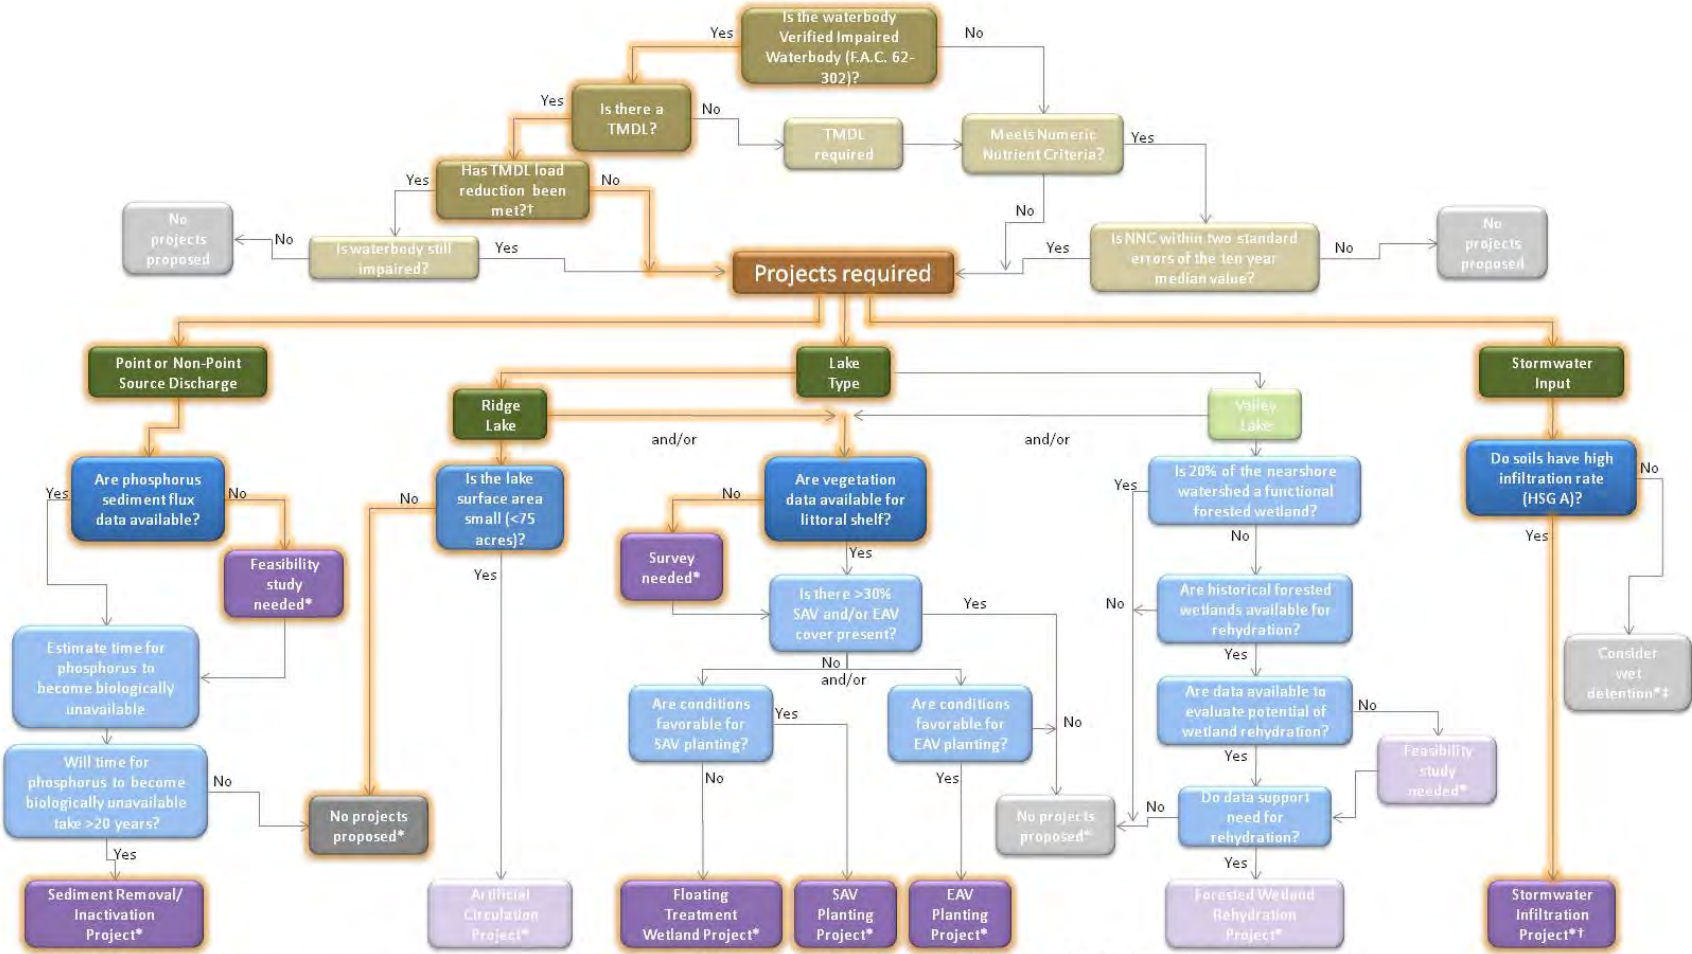 Is the waterbody
Verified Impaired
Waterbody (F.A.C. 62-
302)?
Yes
No
Is there a
TMDL?
Yes
No
TMDL
required
Meets Numeric
Nutrient Criteria?
Yes
No
Has TMDL load
reduction been
met?†
Yes
No
No
projects
proposed
No
Is waterbody still
impaired?
Yes
Projects required
Yes
Is NNC within two standard
errors of the ten year
median value?
No
No
projects
proposed
Point or Non-Point
Source Discharge
Lake
Type
Stormwater
Input
Ridge
Lake
Valley
Lake
and/or
and/or
Are phosphorus
sediment flux
data available?
Yes
No
Feasibility
study
needed*
Estimate time for
phosphorus to
become biologically
unavailable
Will time for
phosphorus to become
biologically unavailable
take >20 years?
No
Yes
Sediment Removal/
Inactivation
Project*
No
Is the lake
surface area
small (<75
acres)?
Yes
No projects
proposed*
Artificial
Circulation
Project*
Are vegetation
data available for
littoral shelf?
No
Yes
Survey
needed*
Is there >30%
SAV and/or EAV
cover present?
Yes
No
and/or
Are conditions
favorable for
SAV planting?
Yes
No
Are conditions
favorable for
EAV planting?
No
Yes
Floating
Treatment
Wetland Project*
SAV
Planting
Project*
EAV
Planting
Project*
No projects
proposed*
Is 20% of the nearshore
watershed a functional
forested wetland?
Yes
No
Are historical forested
wetlands available for
rehydration?
No
Yes
Are data available to
evaluate potential of
wetland rehydration?
No
Yes
Feasibility
study
needed*
Do data support
need for
rehydration?
No
Yes
Forested Wetland
Rehydration
Project*
Do soils have high
infiltration rate
(HSG A)?
No
Yes
Consider
wet
detention*‡
Stormwater
Infiltration
Project*†